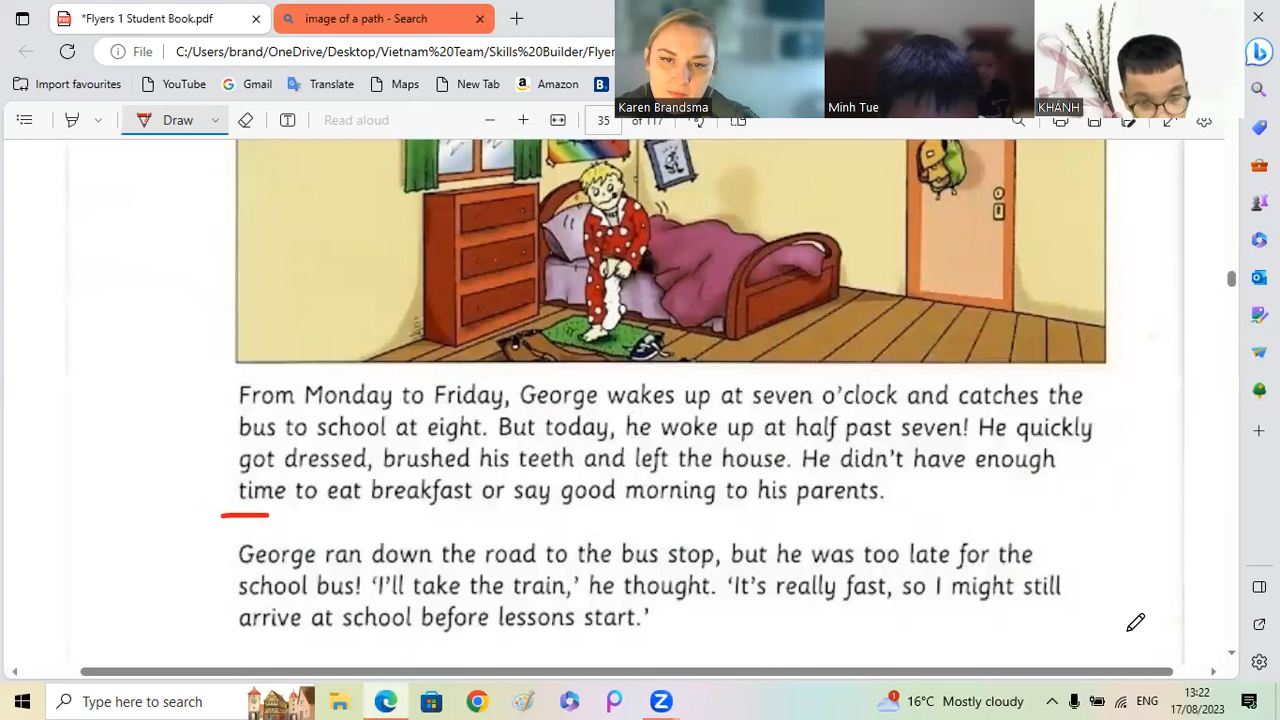 *Flyers 1 Student Book.pdf
image of a path - Search
File
C:/Users/brand/OneDrive/Desktop/Vietnam%20Team/Skills%20Builder/Flyer
Import favourites
YouTube
Gmail
Translate
Maps
New Tab
Amazon
Draw
Read aloud
35
of 117
Karen Brandsma
Minh Tue
KHÁNH
From Monday to Friday, George wakes up at seven o'clock and catches the
bus to school at eight. But today, he woke up at half past seven! He quickly
got dressed, brushed his teeth and left the house. He didn't have enough
time to eat breakfast or say good morning to his parents.
George ran down the road to the bus stop, but he was too late for the
school bus! 'I'll take the train,' he thought. 'It's really fast, so I might still
arrive at school before lessons start.'
Type here to search
16°C Mostly cloudy
ENG
13:22
17/08/2023